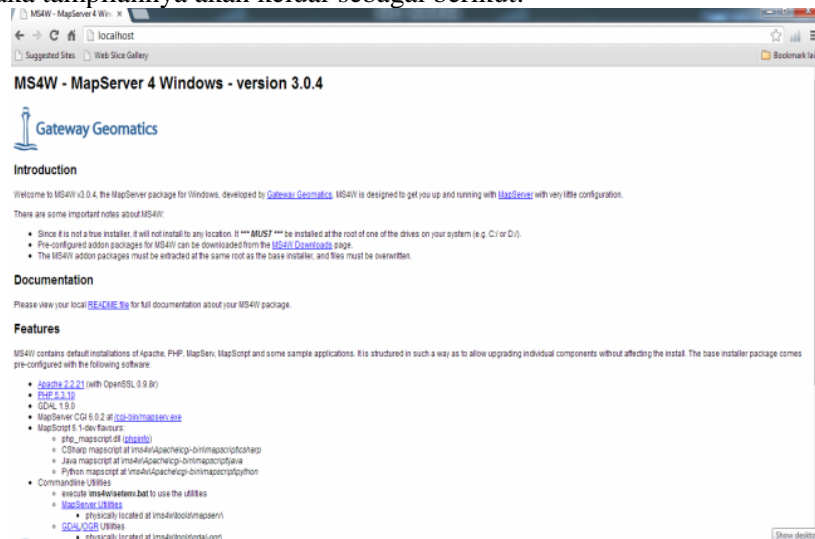 maka tampilannya akan keluar sebagai berikut:
MS4W - MapServer 4 Win
localhost
Suggested Sites Web Slice Gallery Bookmark lai
MS4W - MapServer 4 Windows - version 3.0.4
Gateway Geomatics
Introduction
Welcome to MS4W v3.0.4, the MapServer package for Windows, developed by Gateway Geomatics. MS4W is designed to get you up and running with MapServer with very little configuration.
There are some important notes about MS4W:
• Since it is not a true installer, it will not install to any location. It *** MUST *** be installed at the root of one of the drives on your system (e.g. C:/ or D:/).
• Pre-configured addon packages for MS4W can be downloaded from the MS4W Downloads page.
• The MS4W addon packages must be extracted at the same root as the base installer, and files must be overwritten.
Documentation
Please view your local README file for full documentation about your MS4W package.
Features
MS4W contains default installations of Apache, PHP, MapServ, MapScript and some sample applications. It is structured in such a way as to allow upgrading individual components without affecting the install. The base installer package comes
pre-configured with the following software:
• Apache 2.2.21 (with OpenSSL 0.9.8r)
• PHP 5.3.10
• GDAL 1.9.0
• MapServer CGI 6.0.2 at /cgi-bin/mapserv.exe
• MapScript 6.1-dev flavours:
php_mapscript.dll (phpinfo)
CSharp mapscript at \ms4w\Apache\cgi-bin\mapscript\csharp
Java mapscript at \ms4w\Apache\cgi-bin\mapscript\java
Python mapscript at \ms4w\Apache\cgi-bin\mapscript\python
• Commandline Utilities
execute \ms4w\setenv.bat to use the utilities
MapServer Utilities
physically located at \ms4w\tools\mapserv\
GDAL/OGR Utilities
physically located at \ms4w\tools\gdal-ogr\
Show deskto